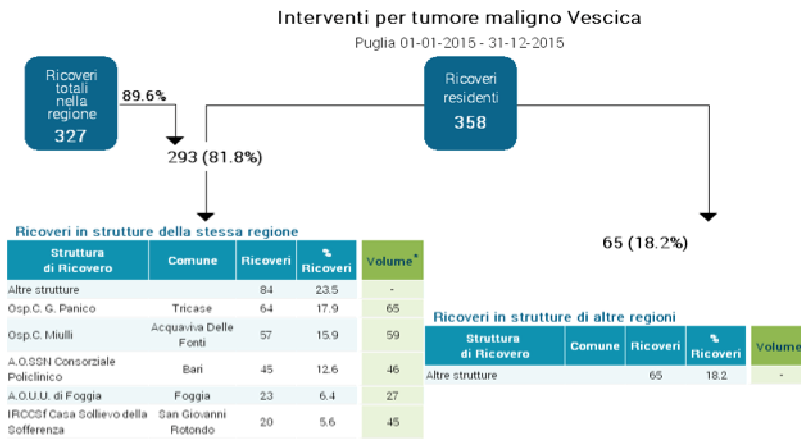 Interventi per tumore maligno Vescica
Puglia 01-01-2015 - 31-12-2015
Ricoveri
totali
nella
regione
327
89.6%
Ricoveri
residenti
358
293 (81.8%)
65 (18.2%)
Ricoveri in strutture della stessa regione
Struttura
di Ricovero
Comune
Ricoveri
%
Ricoveri
Volume*
Altre strutture 84 23.5 -
Osp.C. G. Panico Tricase 64 17.9 65
Osp.C. Miulli Acquaviva Delle
Fonti 57 15.9 59
A.O.SSN Consorziale
Policlinico Bari 45 12.6 46
A.O.U.U. di Foggia Foggia 23 6.4 27
IRCCSf Casa Sollievo della
Sofferenza San Giovanni
Rotondo 20 5.6 45
Ricoveri in strutture di altre regioni
Struttura
di Ricovero
Comune
Ricoveri
%
Ricoveri
Volume
Altre strutture 65 18.2 -